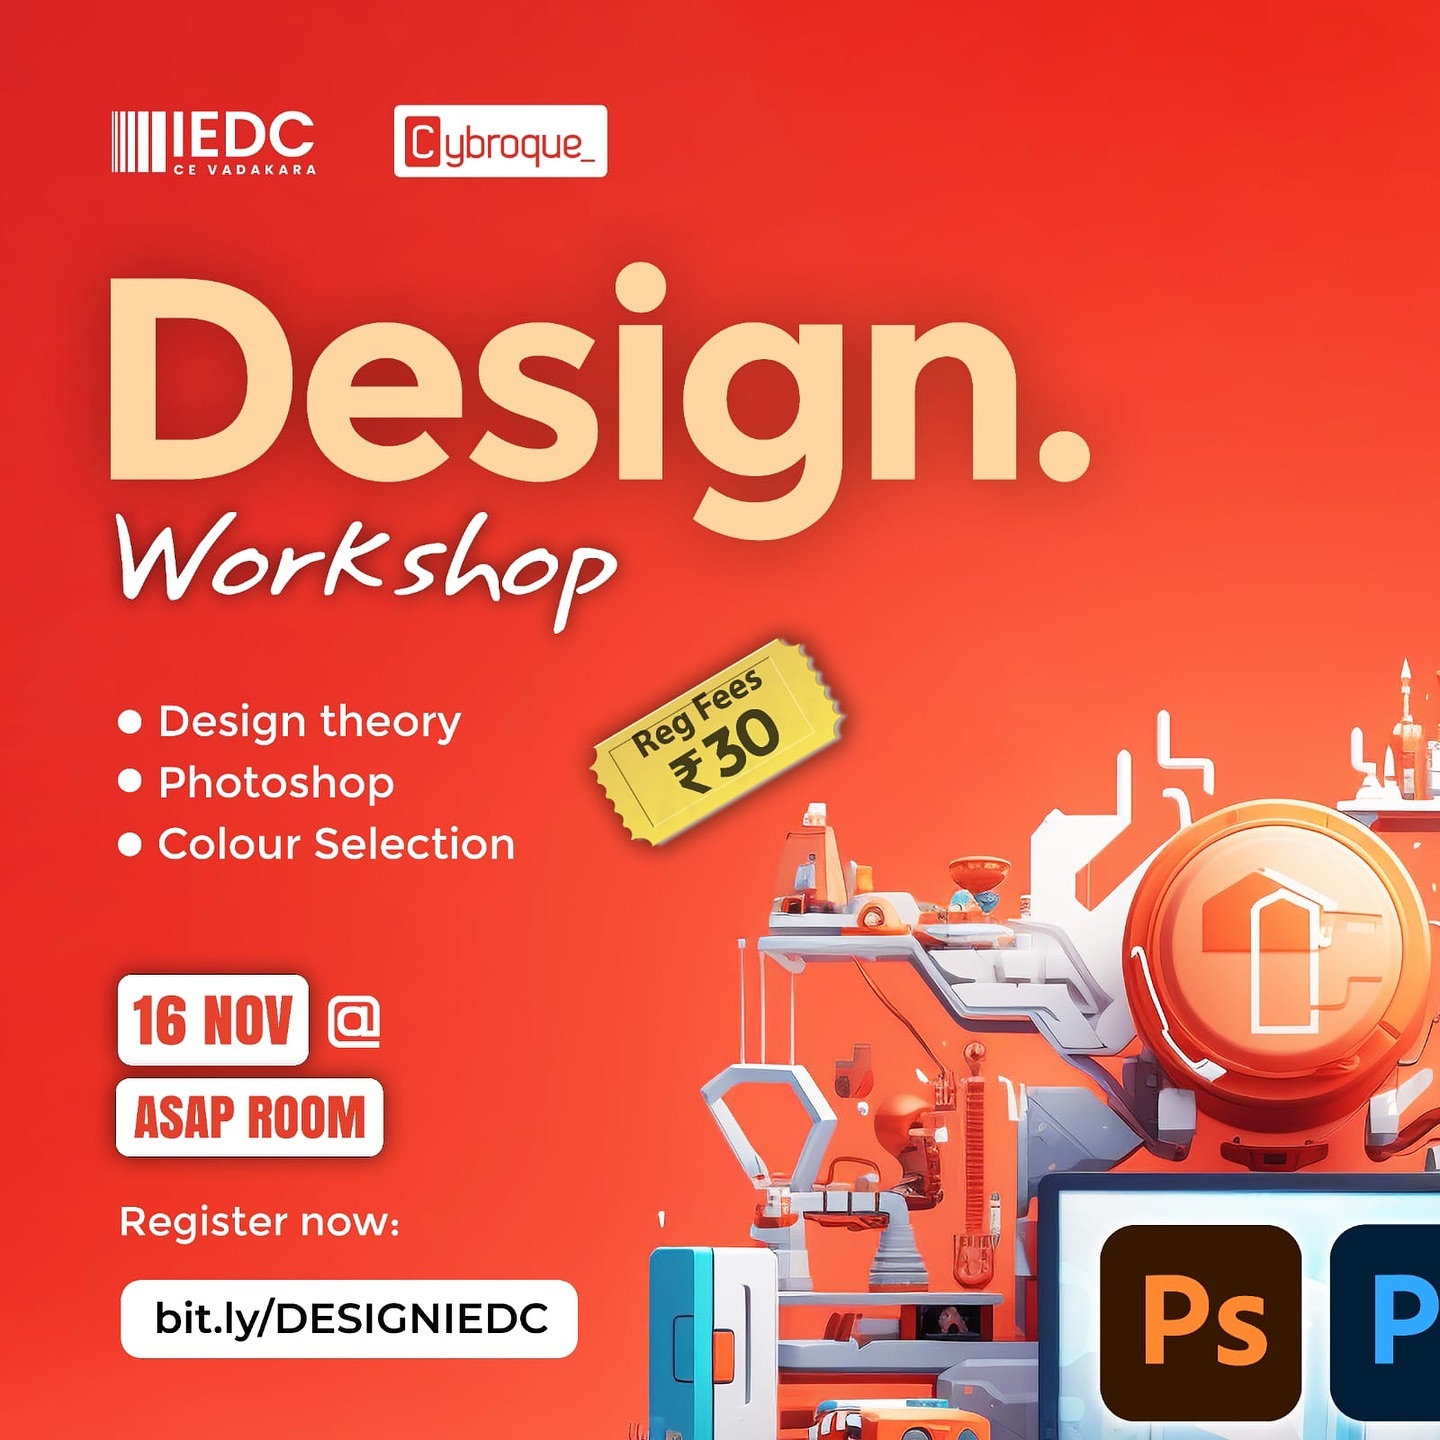 IEDC
CE VADAKARA
Cybroque_
Design.
Workshop
Design theory
Photoshop
Colour Selection
Reg Fees
₹30
16 NOV @
ASAP ROOM
Register now:
bit.ly/DESIGNIEDC
Ps
P